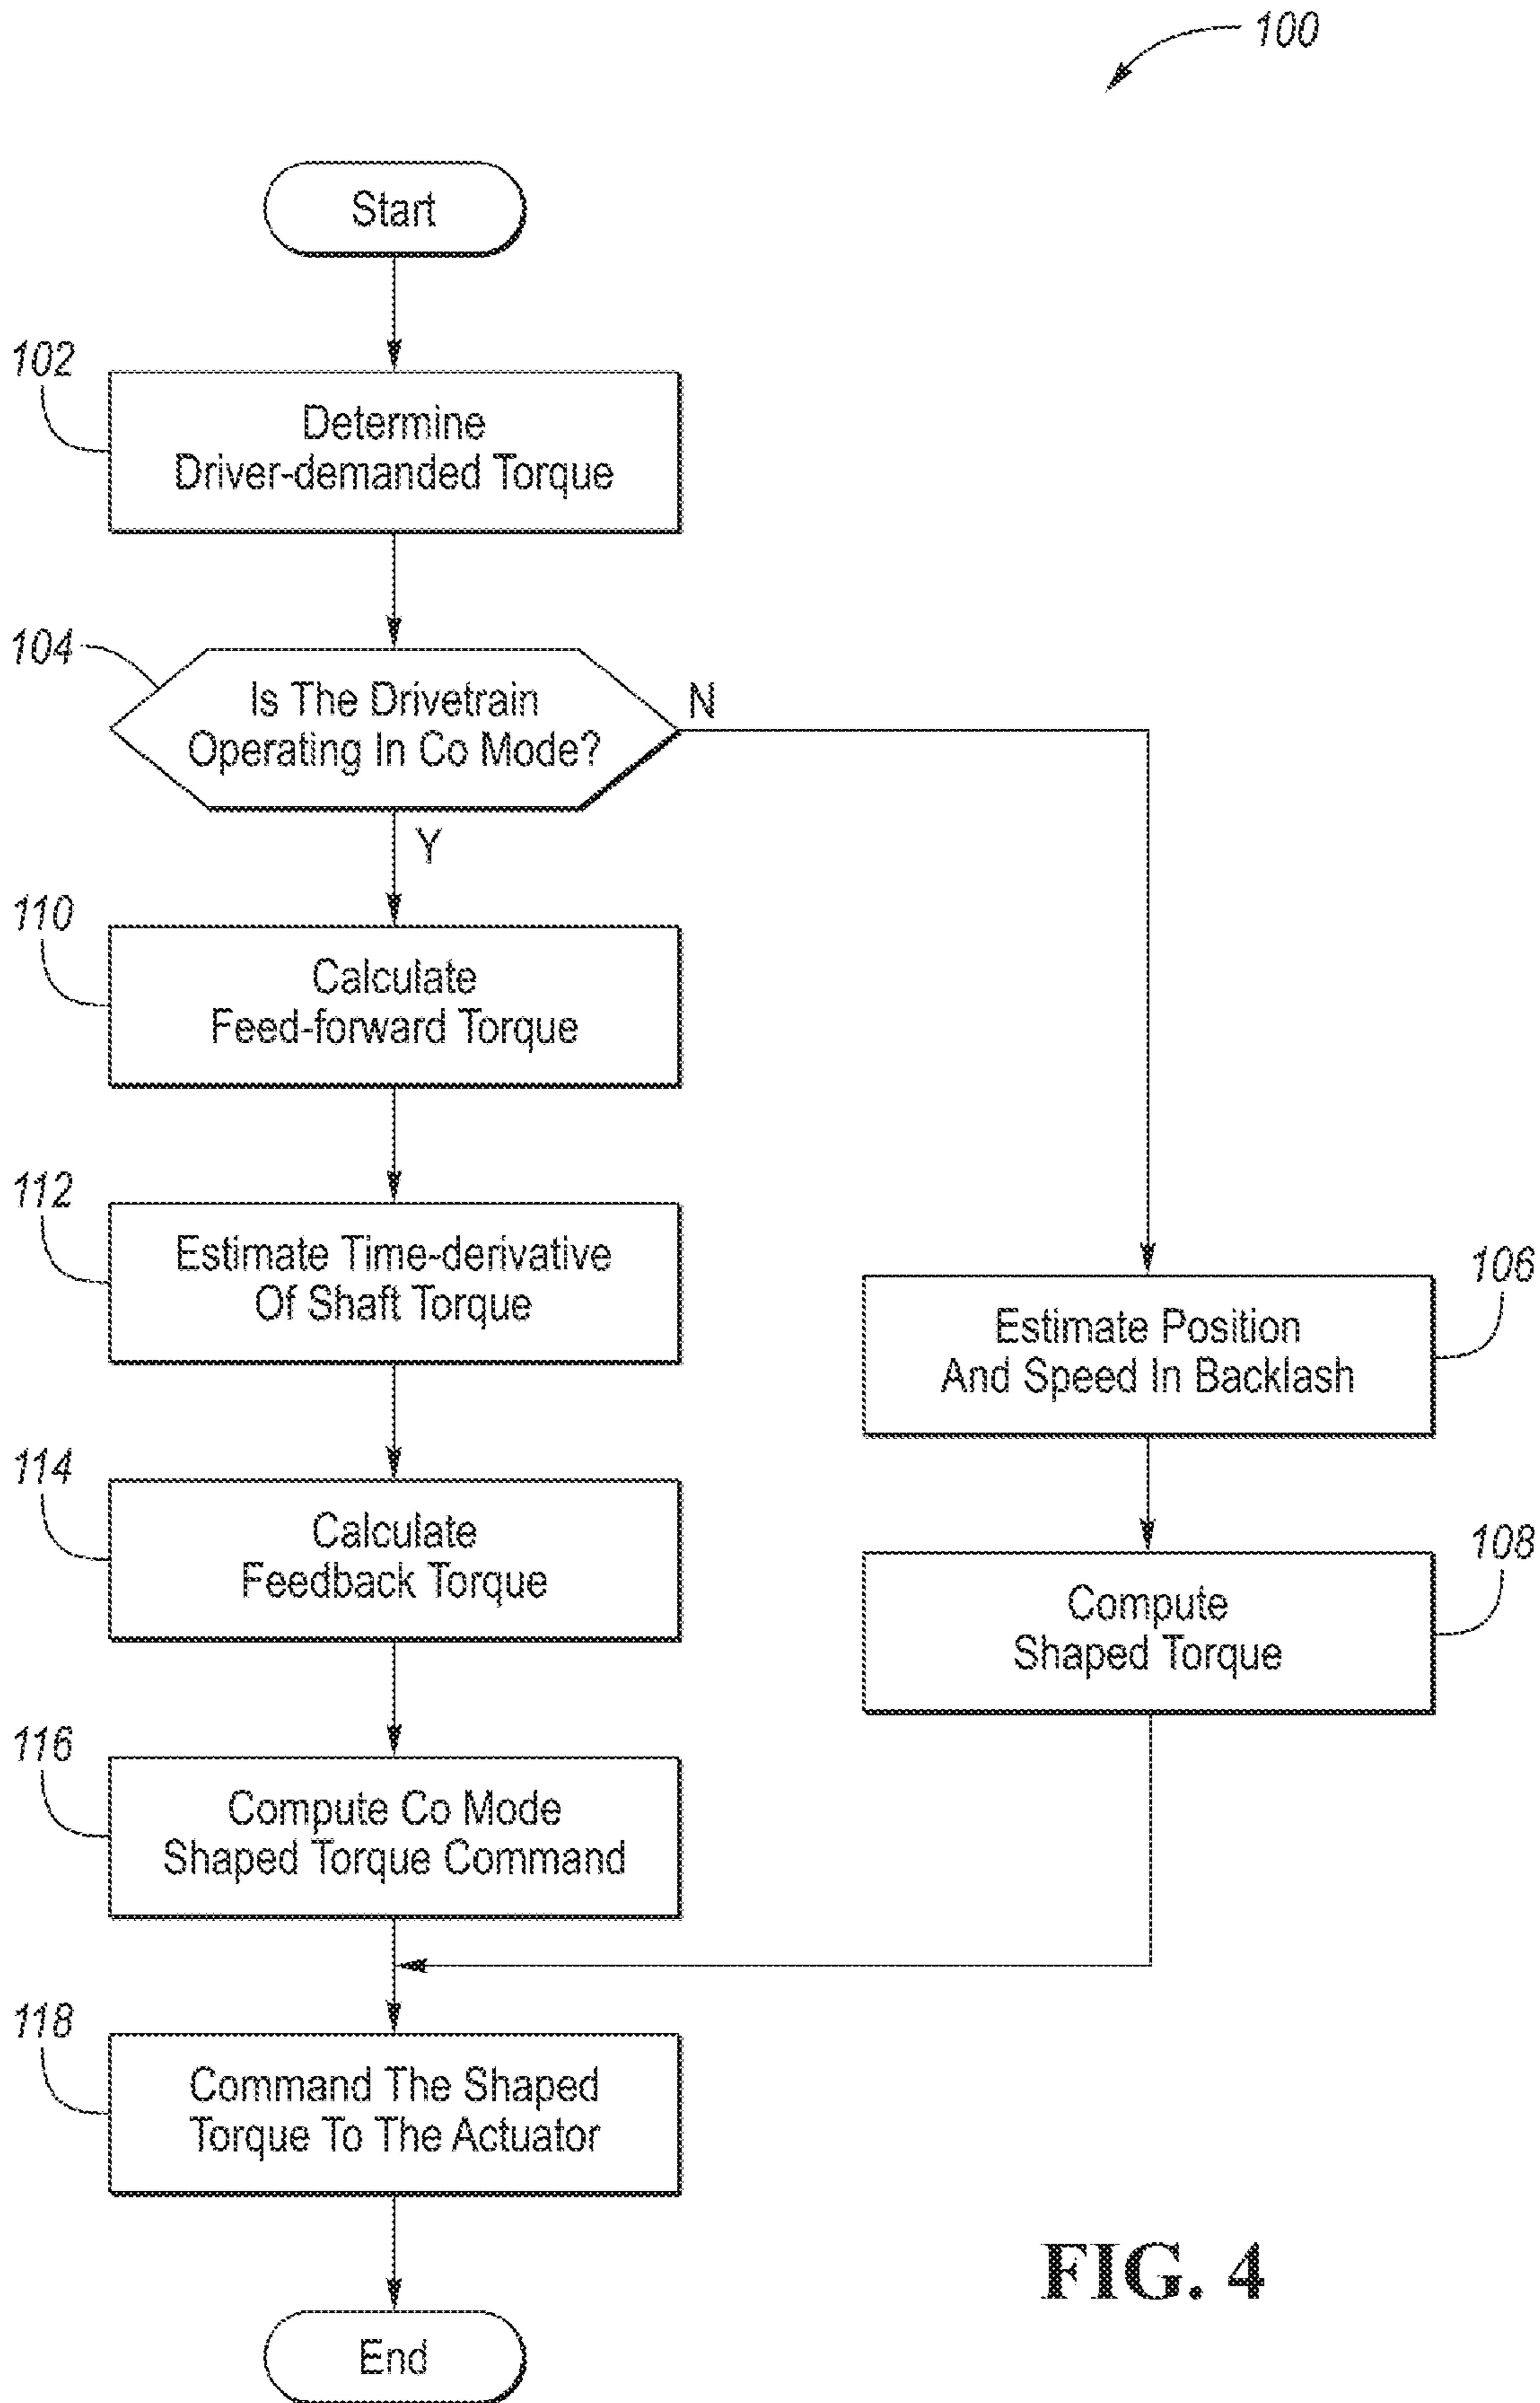 100
Start
102
Determine
Driver-demanded Torque
104
Is The Drivetrain
Operating In Co Mode?
N
Y
110
Calculate
Feed-forward Torque
112
Estimate Time-derivative
Of Shaft Torque
106
Estimate Position
And Speed In Backlash
114
Calculate
Feedback Torque
108
Compute
Shaped Torque
116
Compute Co Mode
Shaped Torque Command
118
Command The Shaped
Torque To The Actuator
End
FIG. 4